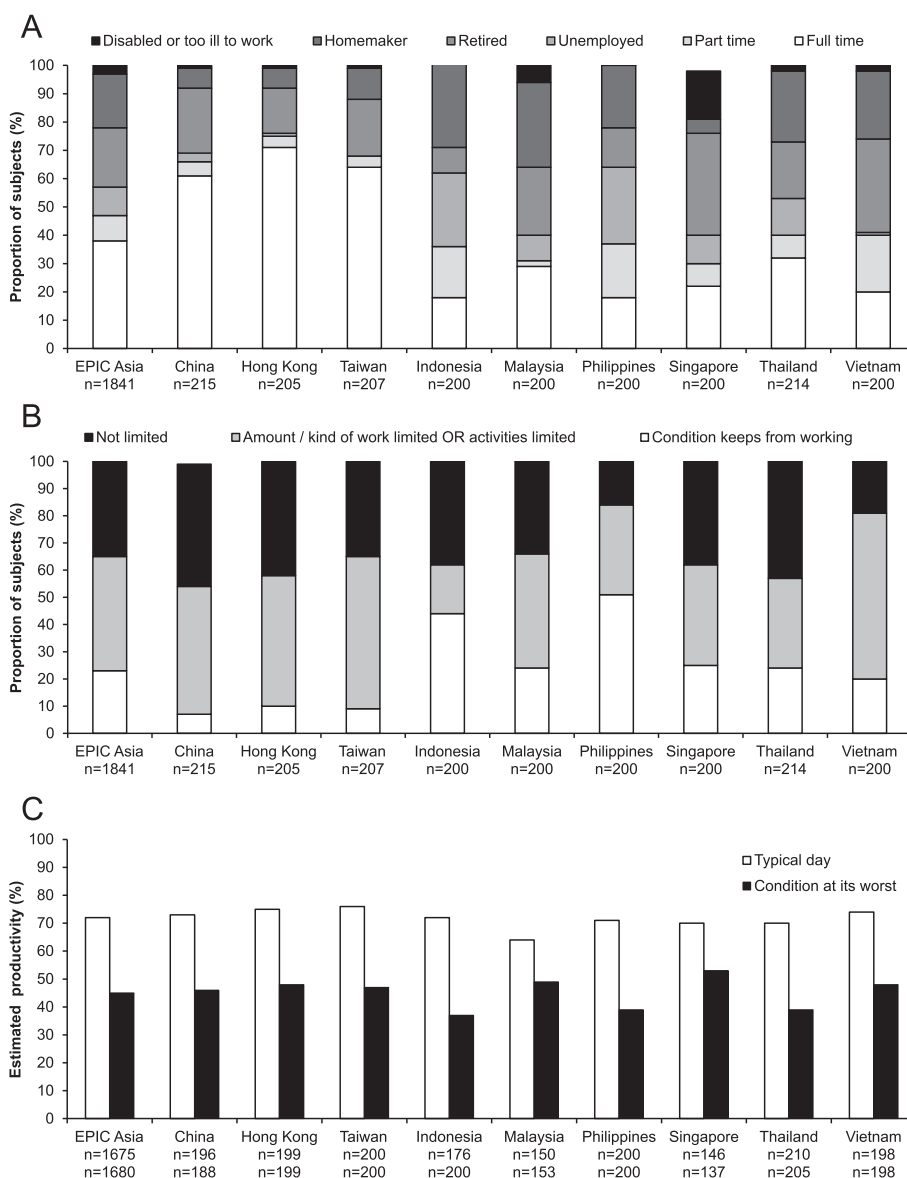 A
Disabled or too ill to work Homemaker Retired Unemployed Part time Full time
Proportion of subjects (%)
100
90
80
70
60
50
40
30
20
10
0
EPIC Asia China Hong Kong Taiwan Indonesia Malaysia Philippines Singapore Thailand Vietnam
n=1841 n=215 n=205 n=207 n=200 n=200 n=200 n=200 n=214 n=200
B
Not limited Amount / kind of work limited OR activities limited Condition keeps from working
Proportion of subjects (%)
100
90
80
70
60
50
40
30
20
10
0
EPIC Asia China Hong Kong Taiwan Indonesia Malaysia Philippines Singapore Thailand Vietnam
n=1841 n=215 n=205 n=207 n=200 n=200 n=200 n=200 n=214 n=200
C
Typical day
Condition at its worst
Estimated productivity (%)
100
90
80
70
60
50
40
30
20
10
0
EPIC Asia China Hong Kong Taiwan Indonesia Malaysia Philippines Singapore Thailand Vietnam
n=1675 n=196 n=199 n=200 n=176 n=150 n=200 n=146 n=210 n=198
n=1680 n=188 n=199 n=200 n=200 n=153 n=200 n=137 n=205 n=198